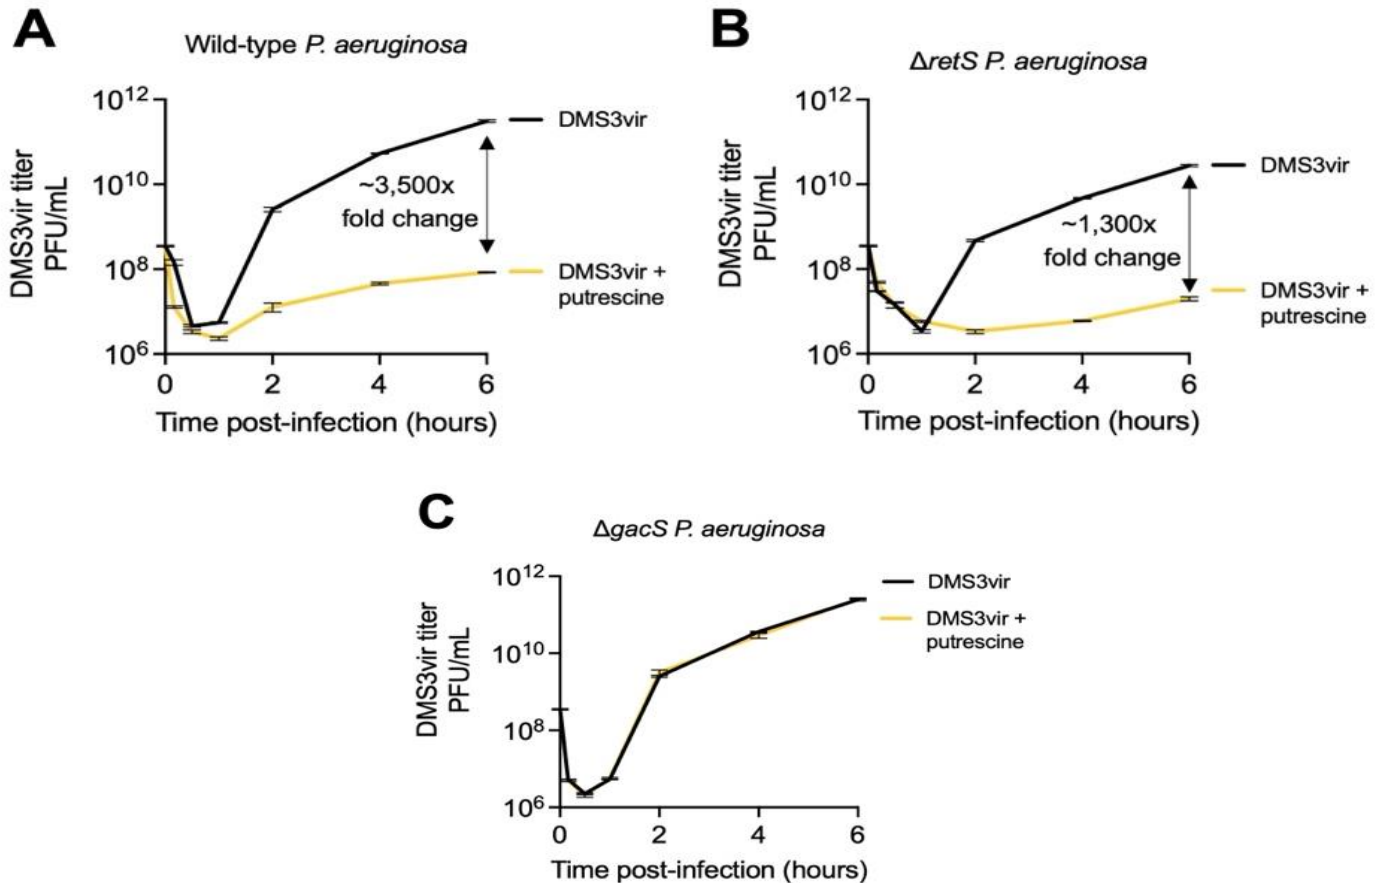 A
Wild-type P. aeruginosa
DMS3vir titer
PFU/mL
10¹²
10¹⁰
10⁸
10⁶
0 2 4 6
Time post-infection (hours)
~3,500x
fold change
DMS3vir
DMS3vir +
putrescine
B
ΔretS P. aeruginosa
DMS3vir titer
PFU/mL
10¹²
10¹⁰
10⁸
10⁶
0 2 4 6
Time post-infection (hours)
~1,300x
fold change
DMS3vir
DMS3vir +
putrescine
C
ΔgacS P. aeruginosa
DMS3vir titer
PFU/mL
10¹²
10¹⁰
10⁸
10⁶
0 2 4 6
Time post-infection (hours)
DMS3vir
DMS3vir +
putrescine